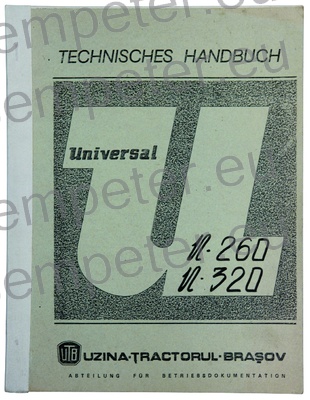 TECHNISCHES HANDBUCH
U
Universal
U-260
U-320
UTB UZINA-TRACTORUL-BRAŞOV
ABTEILUNG FÜR BETRIEBSDOKUMENTATION
empeter.eu
empeter.eu
empeter.eu
empeter.eu